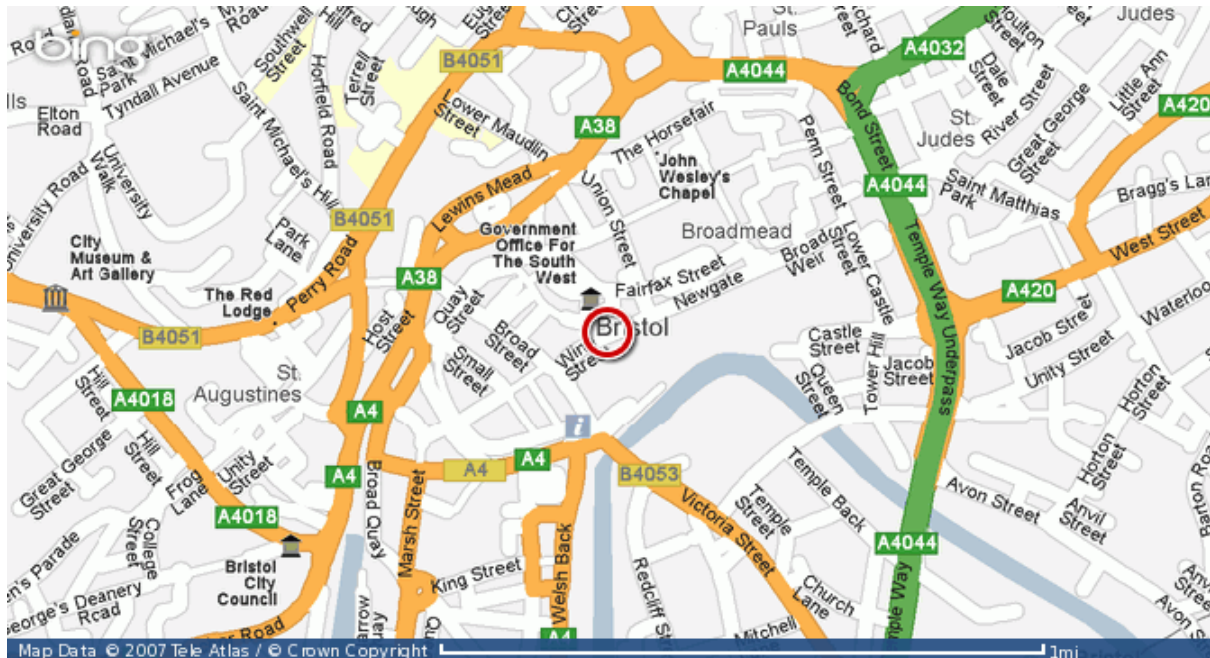 bing
St.
Pauls
Judes
Houlton
Street
A4032
Saint Michael's
Park
Southwell
Street
Hill
Horfield Road
Terrell
Street
B4051
A4044
Dale
Street
River Street
Little Ann
Street
A420
Tyndall Avenue
Elton
Road
Lower Maudlin
Street
A38
The Horsefair
Bond Street
St.
Judes
Great George
Street
University
Walk
Saint Michael's Hill
John
Wesley's
Chapel
Penn Street
A4044
Saint Matthias
Park
Bragg's Lan
University Road
Lewins Mead
Union Street
B4051
Park
Lane
Government
Office For
The South
West
Broadmead
Broad
Weir
Lower Castle
Street
Temple Way Underpass
West Street
City
Museum &
Art Gallery
Perry Road
A38
Fairfax Street
Newgate
A420
Waterloo
The Red
Lodge
Host
Street
Quay
Street
Bristol
B4051
Broad
Street
Small
Street
Castle
Street
Tower Hill
Jacob
Street
Jacob Street
Unity Street
St.
Augustines
Queen
Street
Horton
Street
Hill
Street
A4018
A4
i
Hill
Street
Great George
Street
Unity
Street
Frog
Lane
A4
A4
A4
B4053
Horton
Street
Broad Quay
Marsh Street
Victoria Street
Temple Back
Temple
Street
Avon Street
Anvil
Street
Barton Road
A4018
College
Street
A4044
Bristol
City
Council
King Street
Welsh Back
Redcliff
Church
Lane
Temple Way
A4
Mitchell
Map Data © 2007 Tele Atlas / © Crown Copyright
1mi